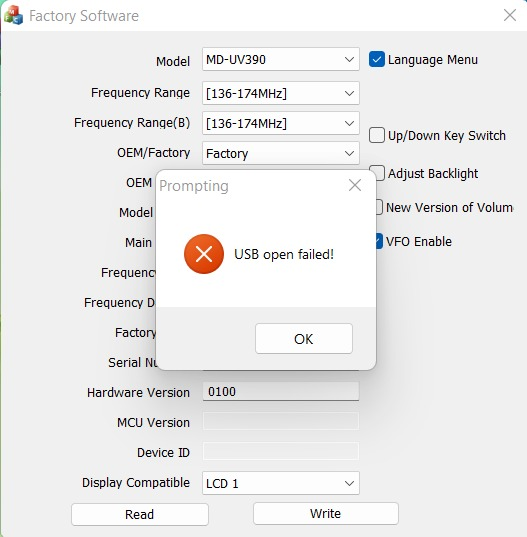 Factory Software
Model MD-UV390 Language Menu
Frequency Range [136-174MHz]
Frequency Range(B) [136-174MHz]
Up/Down Key Switch
OEM/Factory Factory
Adjust Backlight
OEM
Prompting
Model
New Version of Volum
Main
VFO Enable
USB open failed!
Frequency
Frequency D
Factory
OK
Serial Nu
Hardware Version 0100
MCU Version
Device ID
Display Compatible LCD 1
Read Write